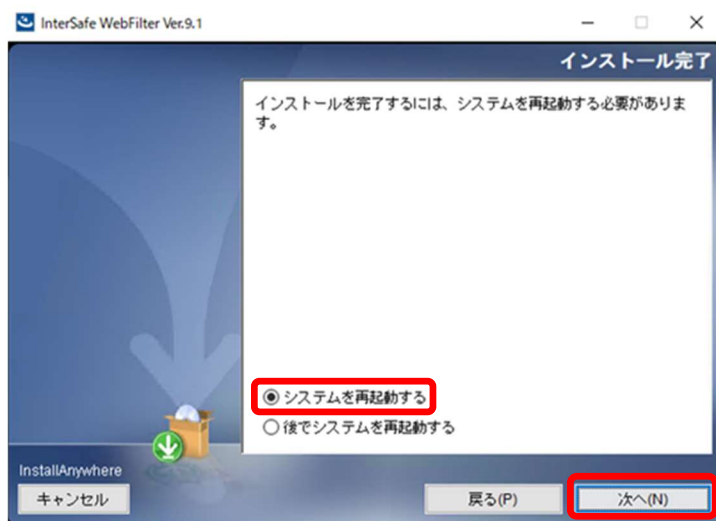 InterSafe WebFilter Ver.9.1
インストール完了
インストールを完了するには、システムを再起動する必要がありま
す。
システムを再起動する
後でシステムを再起動する
InstallAnywhere
キャンセル
戻る(P)
次へ(N)